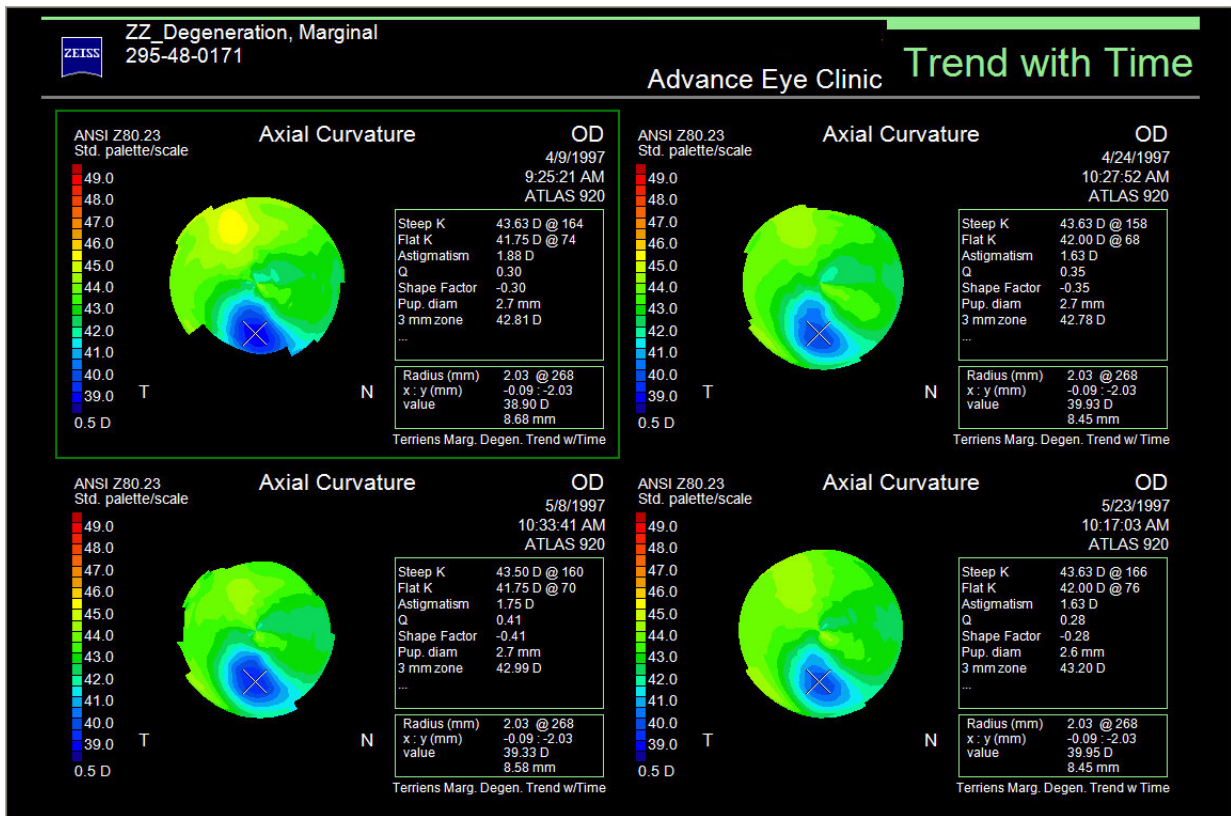 ZEISS
ZZ_Degeneration, Marginal
295-48-0171
Advance Eye Clinic
Trend with Time
ANSI Z80.23
Std. palette/scale
Axial Curvature
OD
4/9/1997
9:25:21 AM
ATLAS 920
49.0
48.0
47.0
46.0
45.0
44.0
43.0
42.0
41.0
40.0
39.0
0.5 D
T
N
Steep K 43.63 D @ 164
Flat K 41.75 D @ 74
Astigmatism 1.88 D
Q 0.30
Shape Factor -0.30
Pup. diam 2.7 mm
3 mm zone 42.81 D
...
Radius (mm) 2.03 @ 268
x : y (mm) -0.09 : -2.03
value 38.90 D
8.68 mm
Terriens Marg. Degen. Trend w/Time
ANSI Z80.23
Std. palette/scale
Axial Curvature
OD
4/24/1997
10:27:52 AM
ATLAS 920
49.0
48.0
47.0
46.0
45.0
44.0
43.0
42.0
41.0
40.0
39.0
0.5 D
T
N
Steep K 43.63 D @ 158
Flat K 42.00 D @ 68
Astigmatism 1.63 D
Q 0.35
Shape Factor -0.35
Pup. diam 2.7 mm
3 mm zone 42.78 D
...
Radius (mm) 2.03 @ 268
x : y (mm) -0.09 : -2.03
value 39.93 D
8.45 mm
Terriens Marg. Degen. Trend w/ Time
ANSI Z80.23
Std. palette/scale
Axial Curvature
OD
5/8/1997
10:33:41 AM
ATLAS 920
49.0
48.0
47.0
46.0
45.0
44.0
43.0
42.0
41.0
40.0
39.0
0.5 D
T
N
Steep K 43.50 D @ 160
Flat K 41.75 D @ 70
Astigmatism 1.75 D
Q 0.41
Shape Factor -0.41
Pup. diam 2.7 mm
3 mm zone 42.99 D
...
Radius (mm) 2.03 @ 268
x : y (mm) -0.09 : -2.03
value 39.33 D
8.58 mm
Terriens Marg. Degen. Trend w/Time
ANSI Z80.23
Std. palette/scale
Axial Curvature
OD
5/23/1997
10:17:03 AM
ATLAS 920
49.0
48.0
47.0
46.0
45.0
44.0
43.0
42.0
41.0
40.0
39.0
0.5 D
T
N
Steep K 43.63 D @ 166
Flat K 42.00 D @ 76
Astigmatism 1.63 D
Q 0.28
Shape Factor -0.28
Pup. diam 2.6 mm
3 mm zone 43.20 D
...
Radius (mm) 2.03 @ 268
x : y (mm) -0.09 : -2.03
value 39.95 D
8.45 mm
Terriens Marg. Degen. Trend w Time